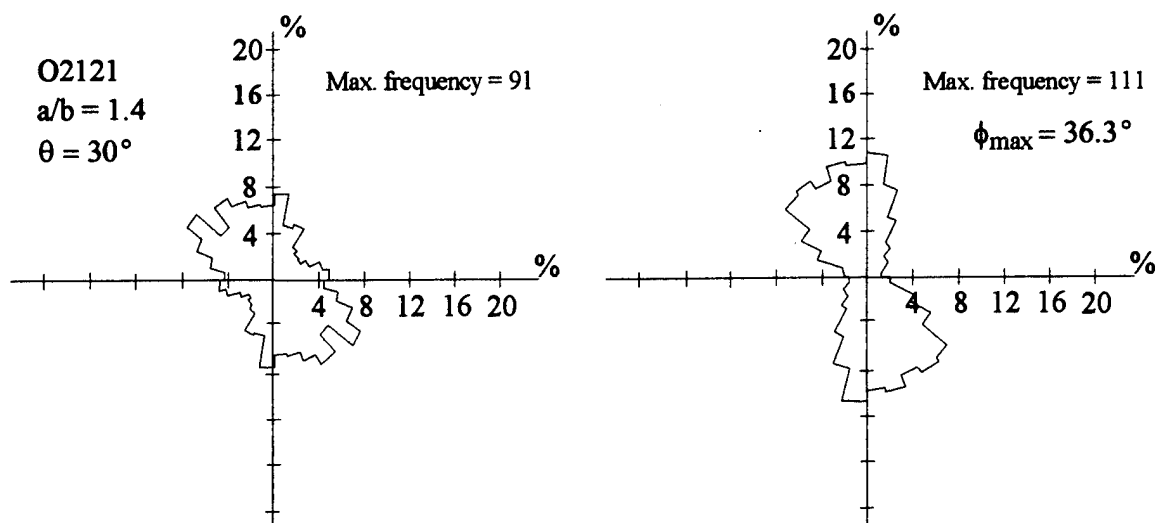 O2121
a/b = 1.4
θ = 30°
%
20
16
12
8
4
Max. frequency = 91
%
4 8 12 16 20
%
20
16
12
8
4
Max. frequency = 111
ϕmax = 36.3°
%
4 8 12 16 20